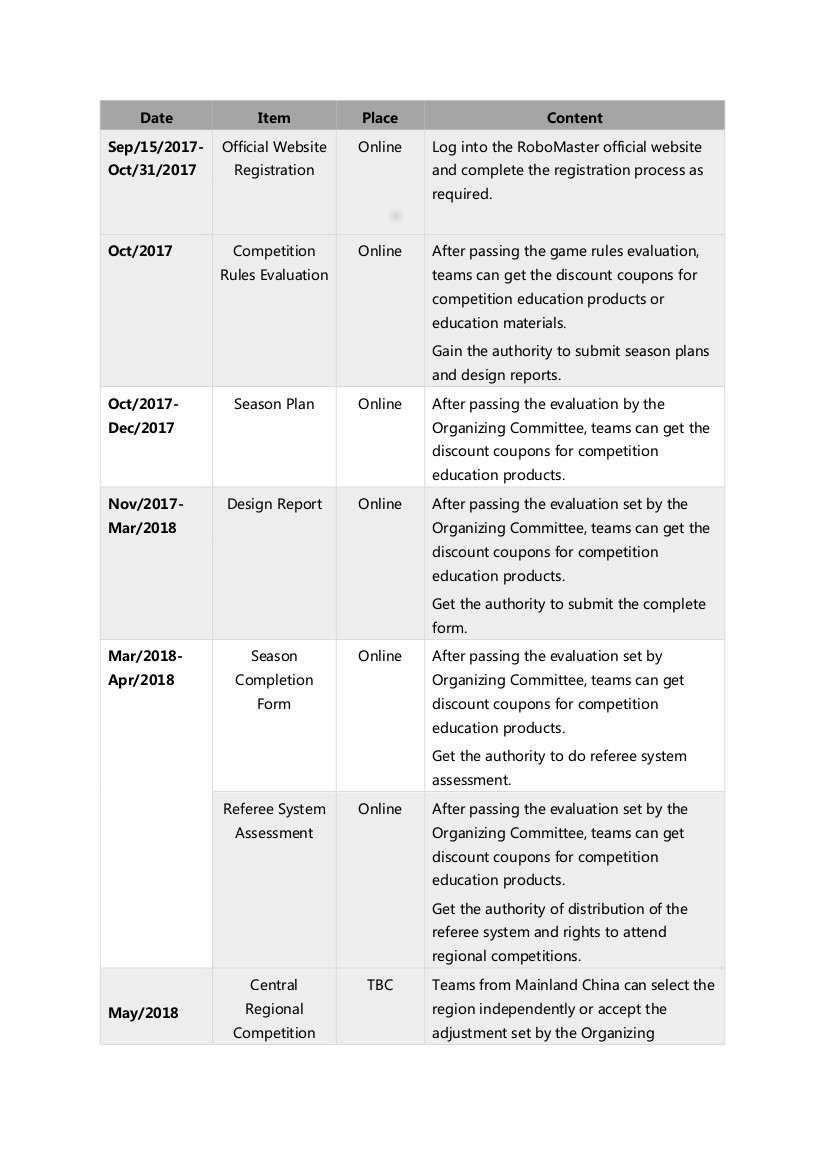 Date Item Place Content
Sep/15/2017-
Oct/31/2017
Official Website
Registration
Online
Log into the RoboMaster official website
and complete the registration process as
required.
Oct/2017
Competition
Rules Evaluation
Online
After passing the game rules evaluation,
teams can get the discount coupons for
competition education products or
education materials.
Gain the authority to submit season plans
and design reports.
Oct/2017-
Dec/2017
Season Plan
Online
After passing the evaluation by the
Organizing Committee, teams can get the
discount coupons for competition
education products.
Nov/2017-
Mar/2018
Design Report
Online
After passing the evaluation set by the
Organizing Committee, teams can get the
discount coupons for competition
education products.
Get the authority to submit the complete
form.
Mar/2018-
Apr/2018
Season
Completion
Form
Online
After passing the evaluation set by
Organizing Committee, teams can get
discount coupons for competition
education products.
Get the authority to do referee system
assessment.
Referee System
Assessment
Online
After passing the evaluation set by the
Organizing Committee, teams can get
discount coupons for competition
education products.
Get the authority of distribution of the
referee system and rights to attend
regional competitions.
May/2018
Central
Regional
Competition
TBC
Teams from Mainland China can select the
region independently or accept the
adjustment set by the Organizing